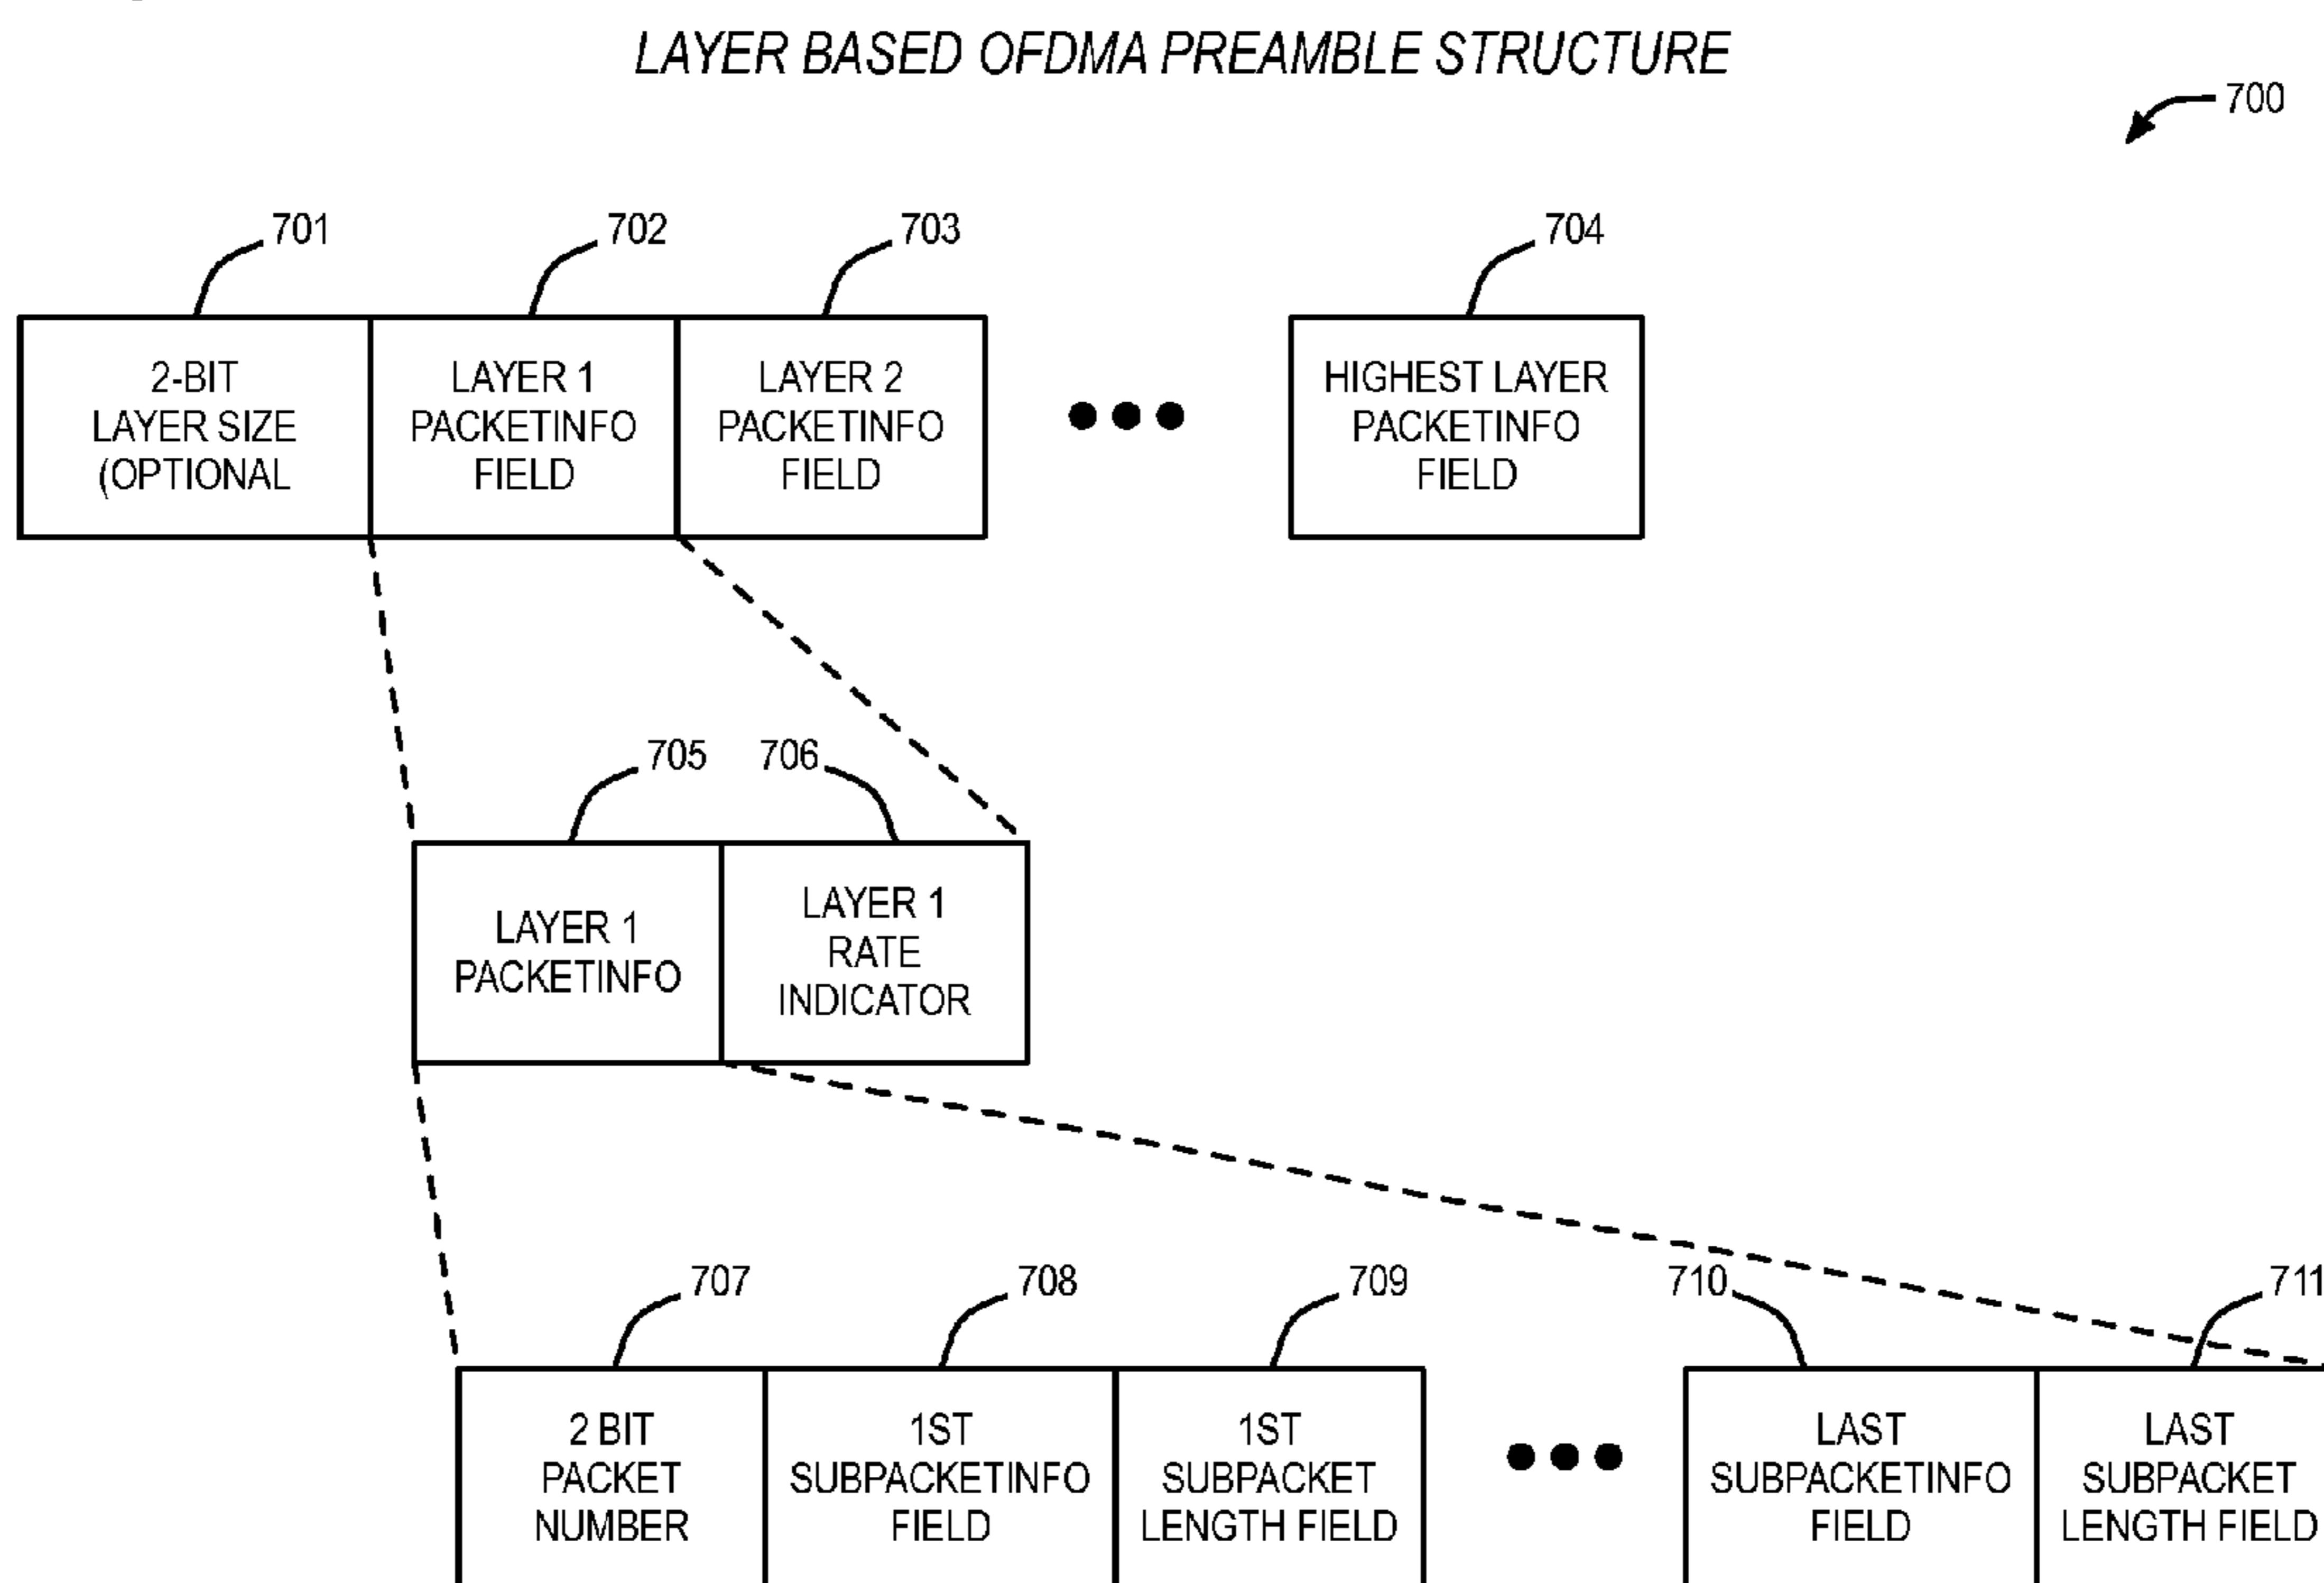 LAYER BASED OFDMA PREAMBLE STRUCTURE
700
701
702
703
704
2-BIT
LAYER SIZE
(OPTIONAL
LAYER 1
PACKETINFO
FIELD
LAYER 2
PACKETINFO
FIELD
HIGHEST LAYER
PACKETINFO
FIELD
705
706
LAYER 1
PACKETINFO
LAYER 1
RATE
INDICATOR
707
708
709
710
711
2 BIT
PACKET
NUMBER
1ST
SUBPACKETINFO
FIELD
1ST
SUBPACKET
LENGTH FIELD
LAST
SUBPACKETINFO
FIELD
LAST
SUBPACKET
LENGTH FIELD